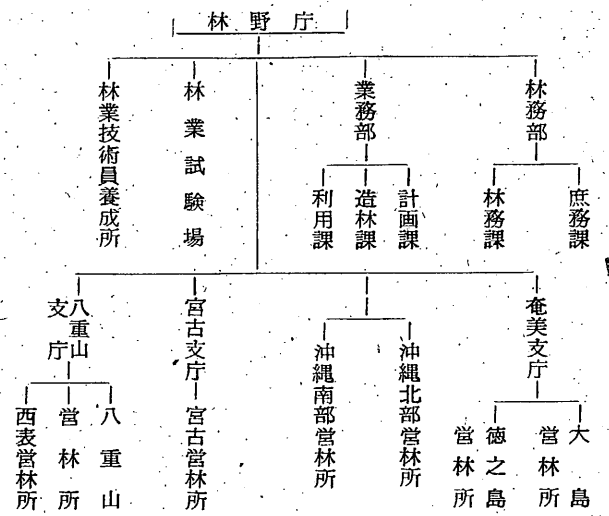 林野庁
林務部
庶務課
林務課
業務部
計画課
造林課
利用課
林業試験場
林業技術員養成所
奄美支庁
大島営林所
徳之島営林所
沖縄北部営林所
沖縄南部営林所
宮古支庁
宮古営林所
八重山支庁
八重山営林所
西表営林所